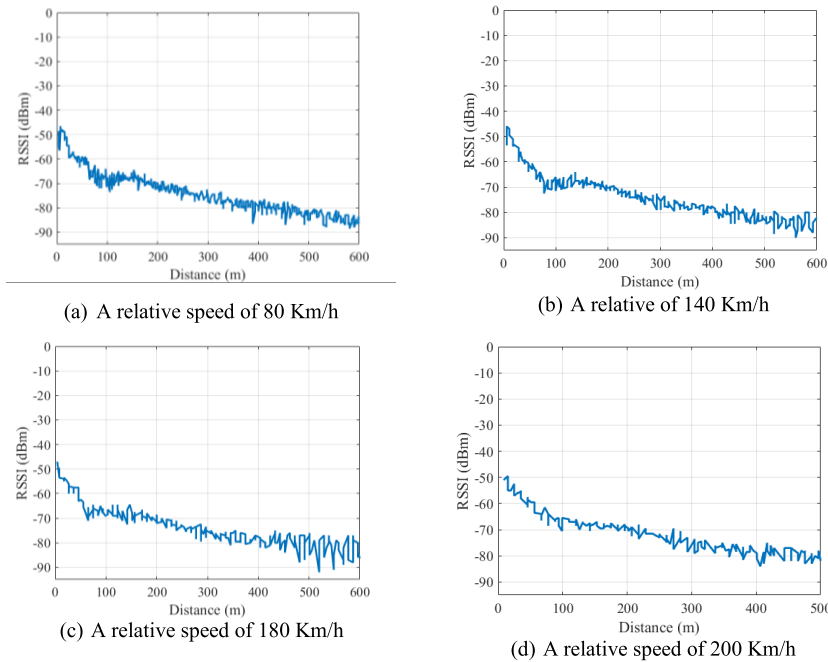 0
-10
-20
-30
-40
-50
-60
-70
-80
-90
RSSI (dBm)
0 100 200 300 400 500 600
Distance (m)
(a) A relative speed of 80 Km/h
0
-10
-20
-30
-40
-50
-60
-70
-80
-90
RSSI (dBm)
0 100 200 300 400 500 600
Distance (m)
(b) A relative of 140 Km/h
0
-10
-20
-30
-40
-50
-60
-70
-80
-90
RSSI (dBm)
0 100 200 300 400 500 600
Distance (m)
(c) A relative speed of 180 Km/h
0
-10
-20
-30
-40
-50
-60
-70
-80
-90
RSSI (dBm)
0 100 200 300 400 500
Distance (m)
(d) A relative speed of 200 Km/h